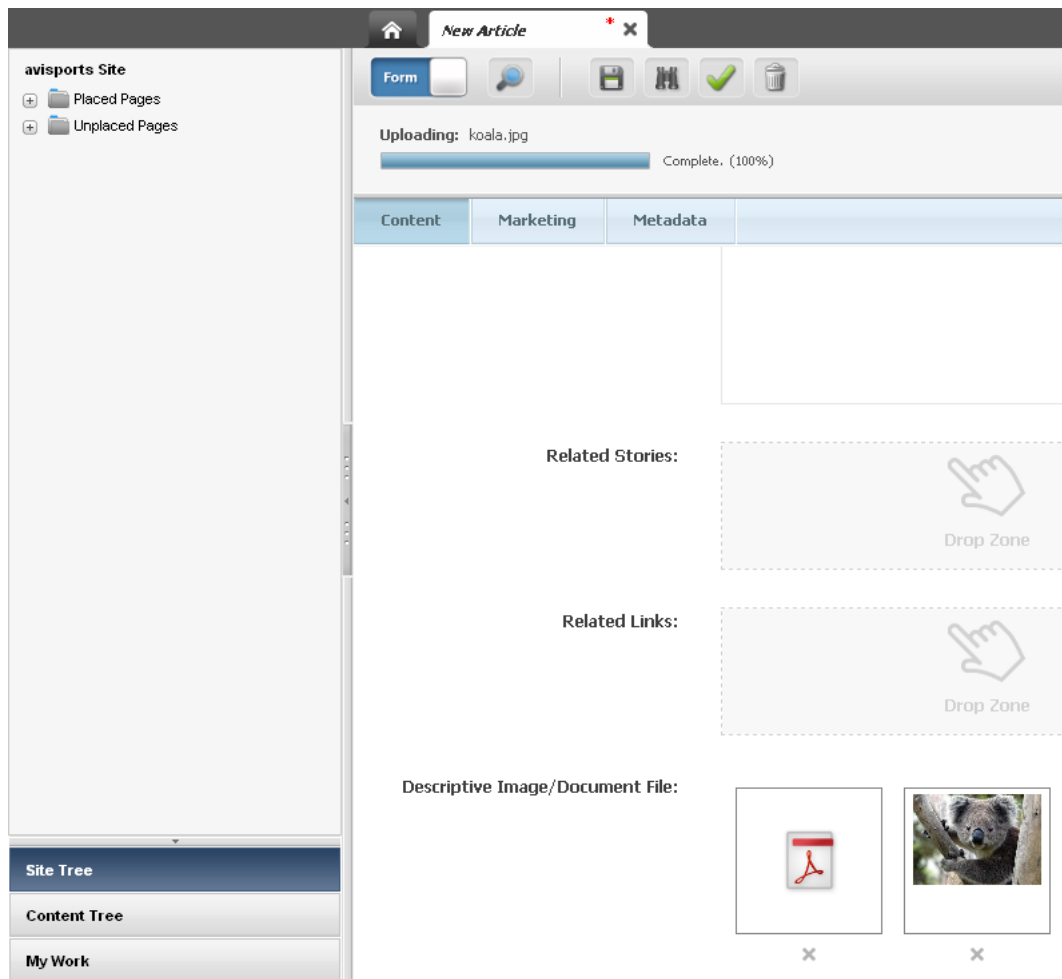 New Article *
avisports Site
Placed Pages
Unplaced Pages
Form
Uploading: koala.jpg
Complete. (100%)
Content
Marketing
Metadata
Related Stories:
Drop Zone
Related Links:
Drop Zone
Descriptive Image/Document File:
Site Tree
Content Tree
My Work